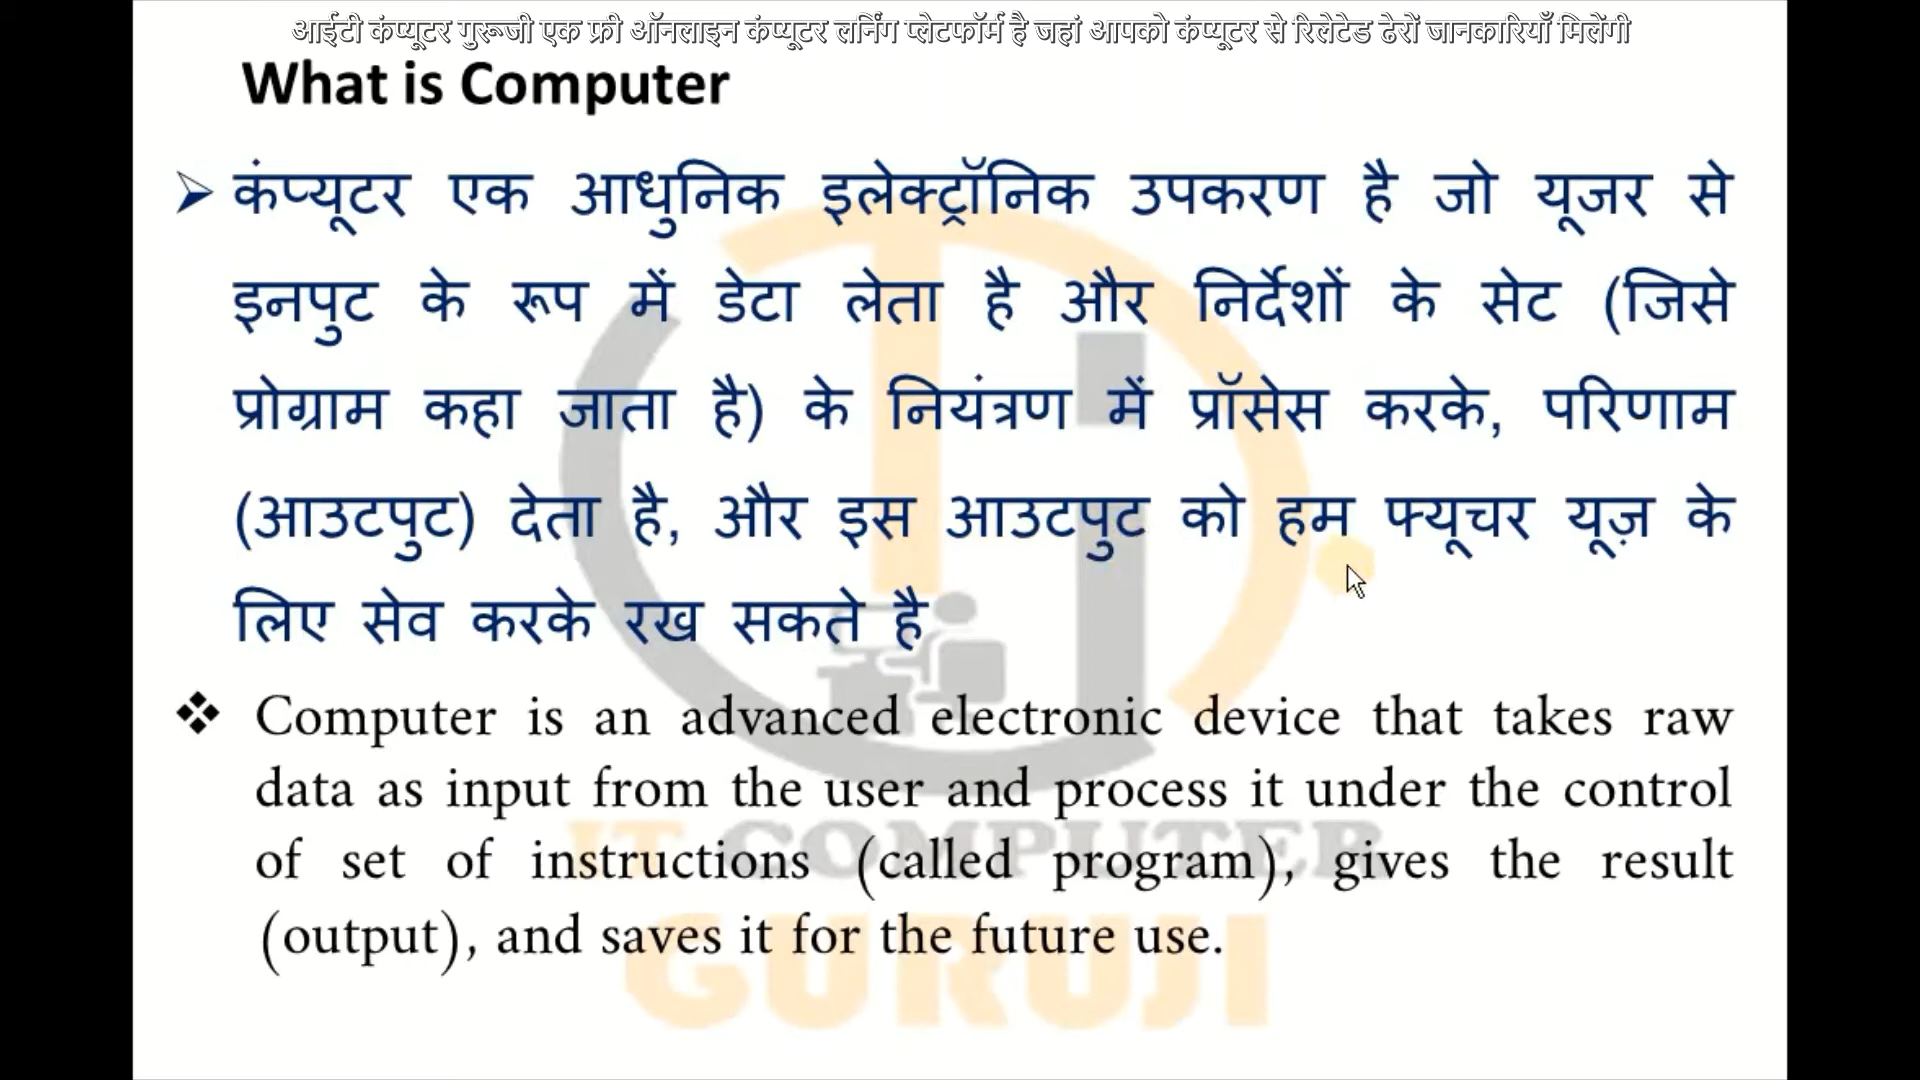 आईटी कंप्यूटर गुरूजी एक फ्री ऑनलाइन कंप्यूटर लर्निंग प्लेटफॉर्म है जहां आपको कंप्यूटर से रिलेटेड ढेरों जानकारियाँ मिलेंगी
What is Computer
➢ कंप्यूटर एक आधुनिक इलेक्ट्रॉनिक उपकरण है जो यूजर से
इनपुट के रूप में डेटा लेता है और निर्देशों के सेट (जिसे
प्रोग्राम कहा जाता है) के नियंत्रण में प्रॉसेस करके, परिणाम
(आउटपुट) देता है, और इस आउटपुट को हम फ्यूचर यूज़ के
लिए सेव करके रख सकते है
❖ Computer is an advanced electronic device that takes raw
data as input from the user and process it under the control
of set of instructions (called program), gives the result
(output), and saves it for the future use.
IT COMPUTER
GURUJI